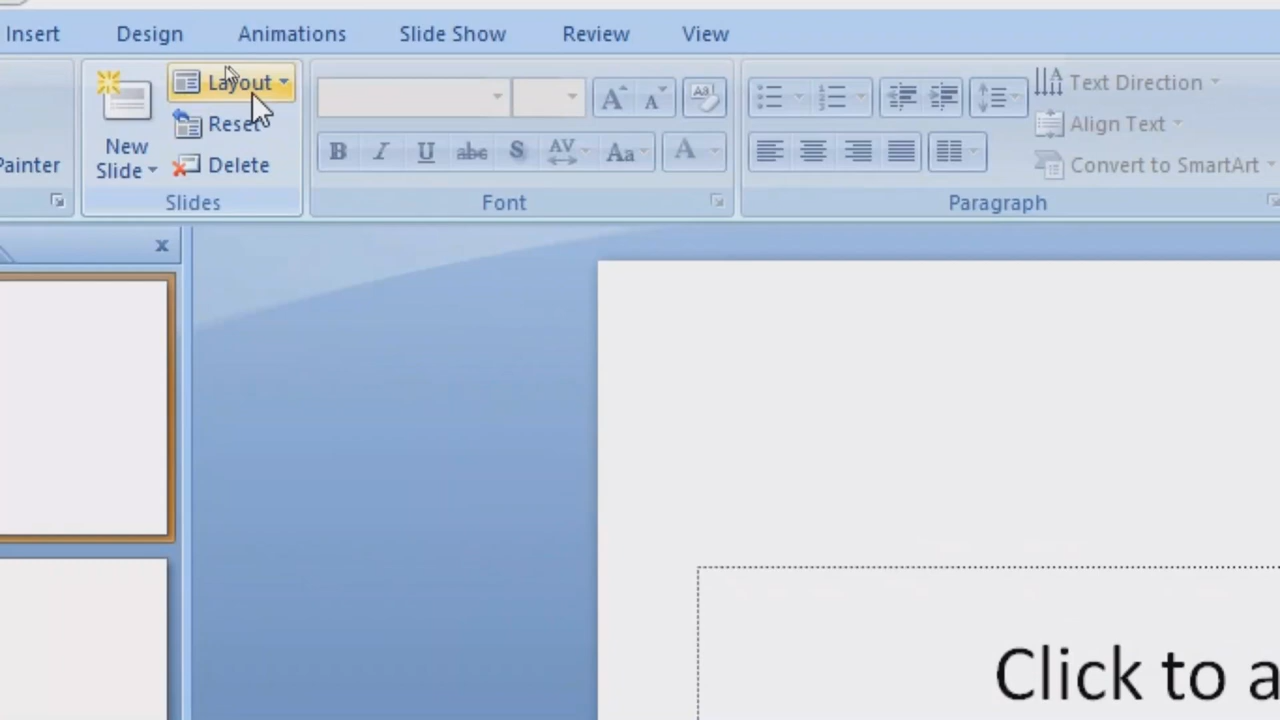 Insert Design Animations Slide Show Review View
Layout
Text Direction
Reset
Align Text
New
Slide
Painter
Delete
B I U abc S AV Aa A
Convert to SmartArt
Slides Font Paragraph
Click to a